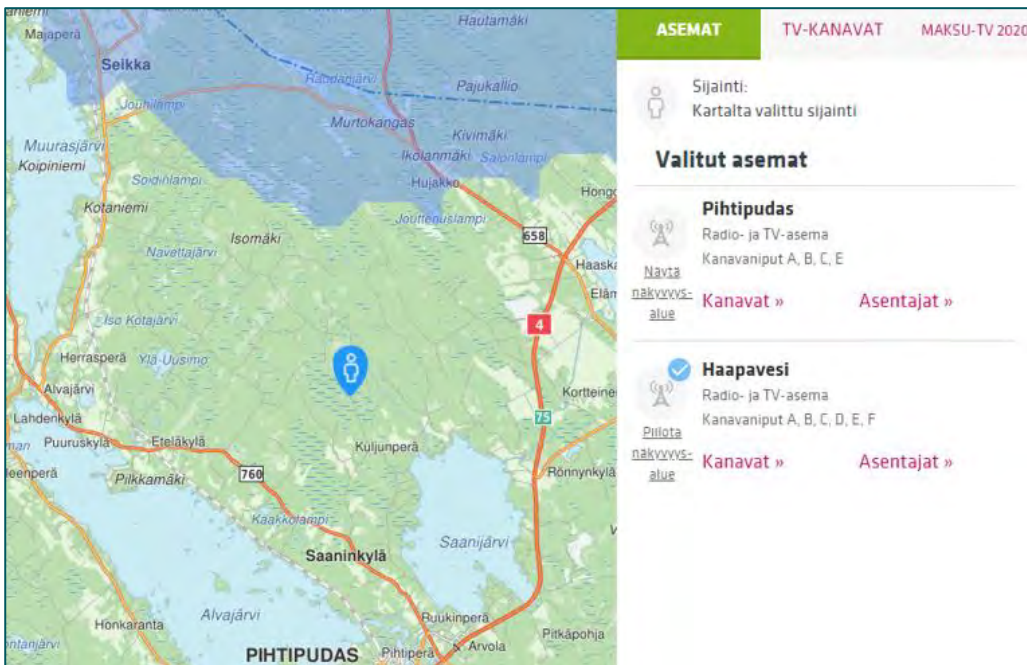 Hautamäki
Majaperä
Seikka
Raudanjärvi
Pajukallio
Jouhilampi
Murtokangas
Kivimäki
Muurasjärvi
Koipiniemi
Ikolanmäki
Salonlampi
Hujakko
Soidinlampi
Kotaniemi
Jouttenuslampi
Isomäki
658
Navettajärvi
Haaska
Iso Kotajärvi
4
Herrasperä
Ylä-Uusimo
Alvajärvi
Kortteinen
Lahdenkylä
75
Puuruskylä
Eteläkylä
Kuljunperä
Pilkkamäki
760
Rönnynkylä
Kaakkolampi
Saaninkylä
Saanijärvi
Alvajärvi
Honkaranta
Ruukinperä
Pitkäpohja
PIHTIPUDAS
Pihtiperä
Arvola
ASEMAT
TV-KANAVAT
MAKSU-TV 2020
Sijainti:
Kartalta valittu sijainti
Valitut asemat
Pihtipudas
Radio- ja TV-asema
Kanavaniput A, B, C, E
Näytä
näkyvyys-
alue
Kanavat »
Asentajat »
Haapavesi
Radio- ja TV-asema
Kanavaniput A, B, C, D, E, F
Piilota
näkyvyys-
alue
Kanavat »
Asentajat »